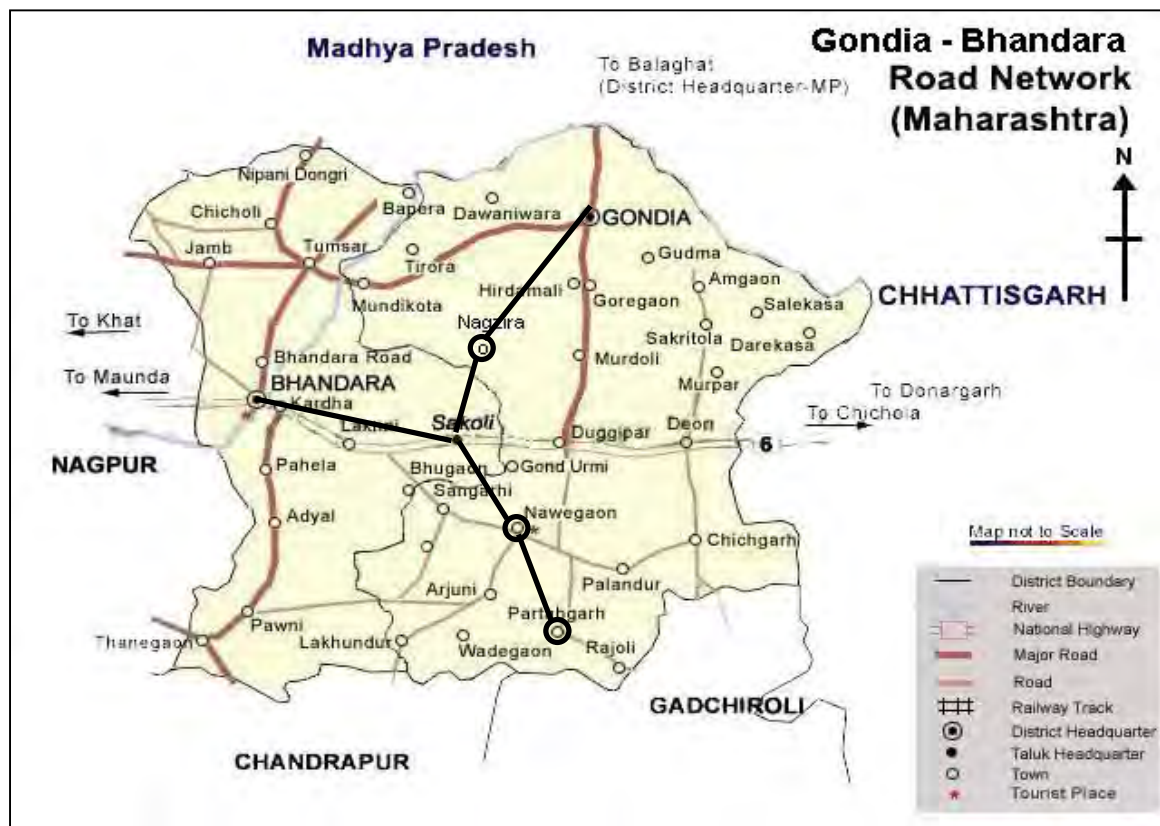 Gondia - Bhandara
Road Network
(Maharashtra)
Madhya Pradesh
To Balaghat
(District Headquarter-MP)
N
Nipani Dongri
Chicholi
Bapera
Dawaniwara
GONDIA
Jamb
Tumsar
Tirora
Gudma
Mundikota
Hirdamali
Goregaon
Amgaon
Salekasa
CHHATTISGARH
To Khat
Nagzira
Sakritola
Darekasa
Bhandara Road
Murdoli
Murpar
To Maunda
BHANDARA
To Donargarh
Kardha
To Chichola
Sakoli
Duggipar
Deori
6
NAGPUR
Pahela
Bhugaon
Gond Urmi
Sangarhi
Adyal
Nawegaon
Chichgarh
Map not to Scale
Palandur
Arjuni
Partabgarh
Pawni
Thanegaon
Lakhundur
Wadegaon
Rajoli
GADCHIROLI
CHANDRAPUR
District Boundary
River
National Highway
Major Road
Road
Railway Track
District Headquarter
Taluk Headquarter
Town
Tourist Place